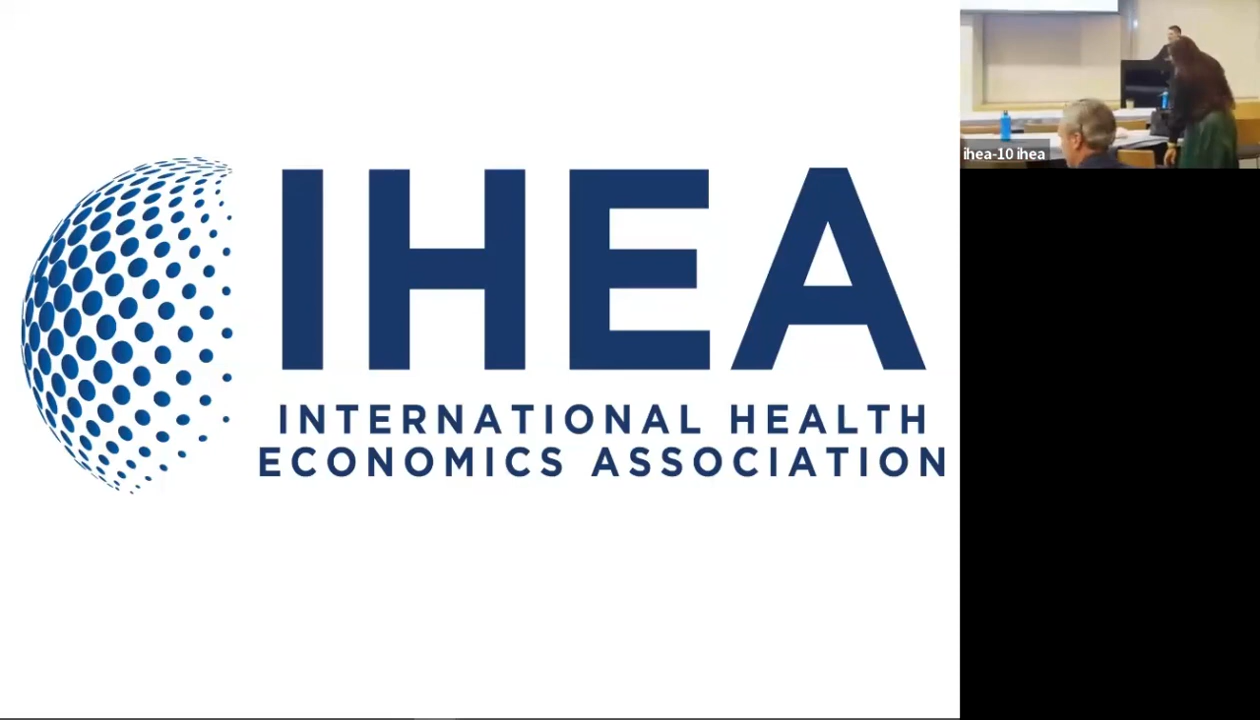 IHEA
INTERNATIONAL HEALTH
ECONOMICS ASSOCIATION
ihea-10 ihea